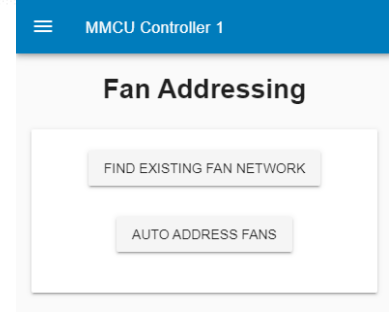 MMCU Controller 1
Fan Addressing
FIND EXISTING FAN NETWORK
AUTO ADDRESS FANS